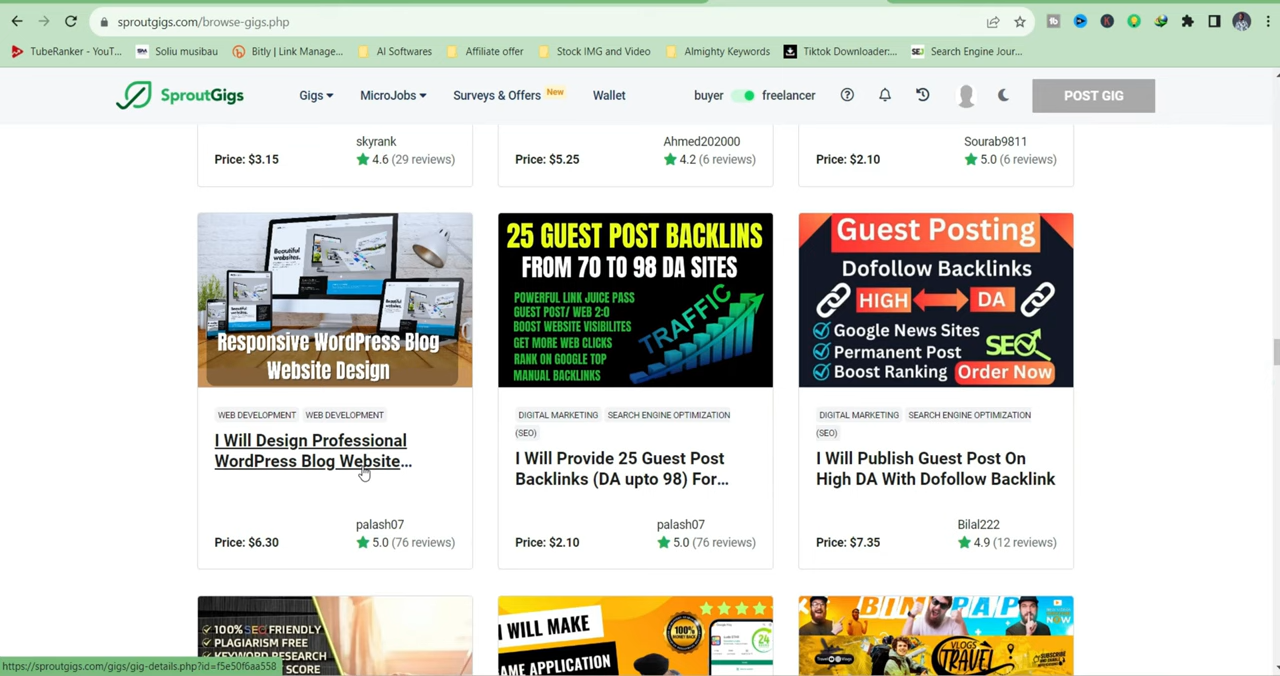 sproutgigs.com/browse-gigs.php
TubeRanker - YouT...
Soliu musibau
Bitly | Link Manage...
AI Softwares
Affiliate offer
Stock IMG and Video
Almighty Keywords
Tiktok Downloader:...
SEJ
Search Engine Jour...
SproutGigs
Gigs
MicroJobs
Surveys & Offers New
Wallet
buyer
freelancer
POST GIG
skyrank
Price: $3.15
4.6 (29 reviews)
Ahmed202000
Price: $5.25
4.2 (6 reviews)
Sourab9811
Price: $2.10
5.0 (6 reviews)
Beautiful
websites.
Responsive WordPress Blog
Website Design
WEB DEVELOPMENT WEB DEVELOPMENT
I Will Design Professional
WordPress Blog Website...
palash07
Price: $6.30
5.0 (76 reviews)
25 GUEST POST BACKLINS
FROM 70 TO 98 DA SITES
POWERFUL LINK JUICE PASS
GUEST POST/ WEB 2:0
BOOST WEBSITE VISIBILITES
GET MORE WEB CLICKS
RANK ON GOOGLE TOP
MANUAL BACKLINKS
TRAFFIC
DIGITAL MARKETING SEARCH ENGINE OPTIMIZATION
(SEO)
I Will Provide 25 Guest Post
Backlinks (DA upto 98) For...
palash07
Price: $2.10
5.0 (76 reviews)
Guest Posting
Dofollow Backlinks
HIGH DA
Google News Sites
Permanent Post
SEO
Boost Ranking
Order Now
DIGITAL MARKETING SEARCH ENGINE OPTIMIZATION
(SEO)
I Will Publish Guest Post On
High DA With Dofollow Backlink
Bilal222
Price: $7.35
4.9 (12 reviews)
100% SEO FRIENDLY
PLAGIARISM FREE
KEYWORD RESEARCH
SCORE
I WILL MAKE
AME APPLICATION
100%
24
VLOGS
TRAVEL
https://sproutgigs.com/gigs/gig-details.php?id=f5e50f6aa558